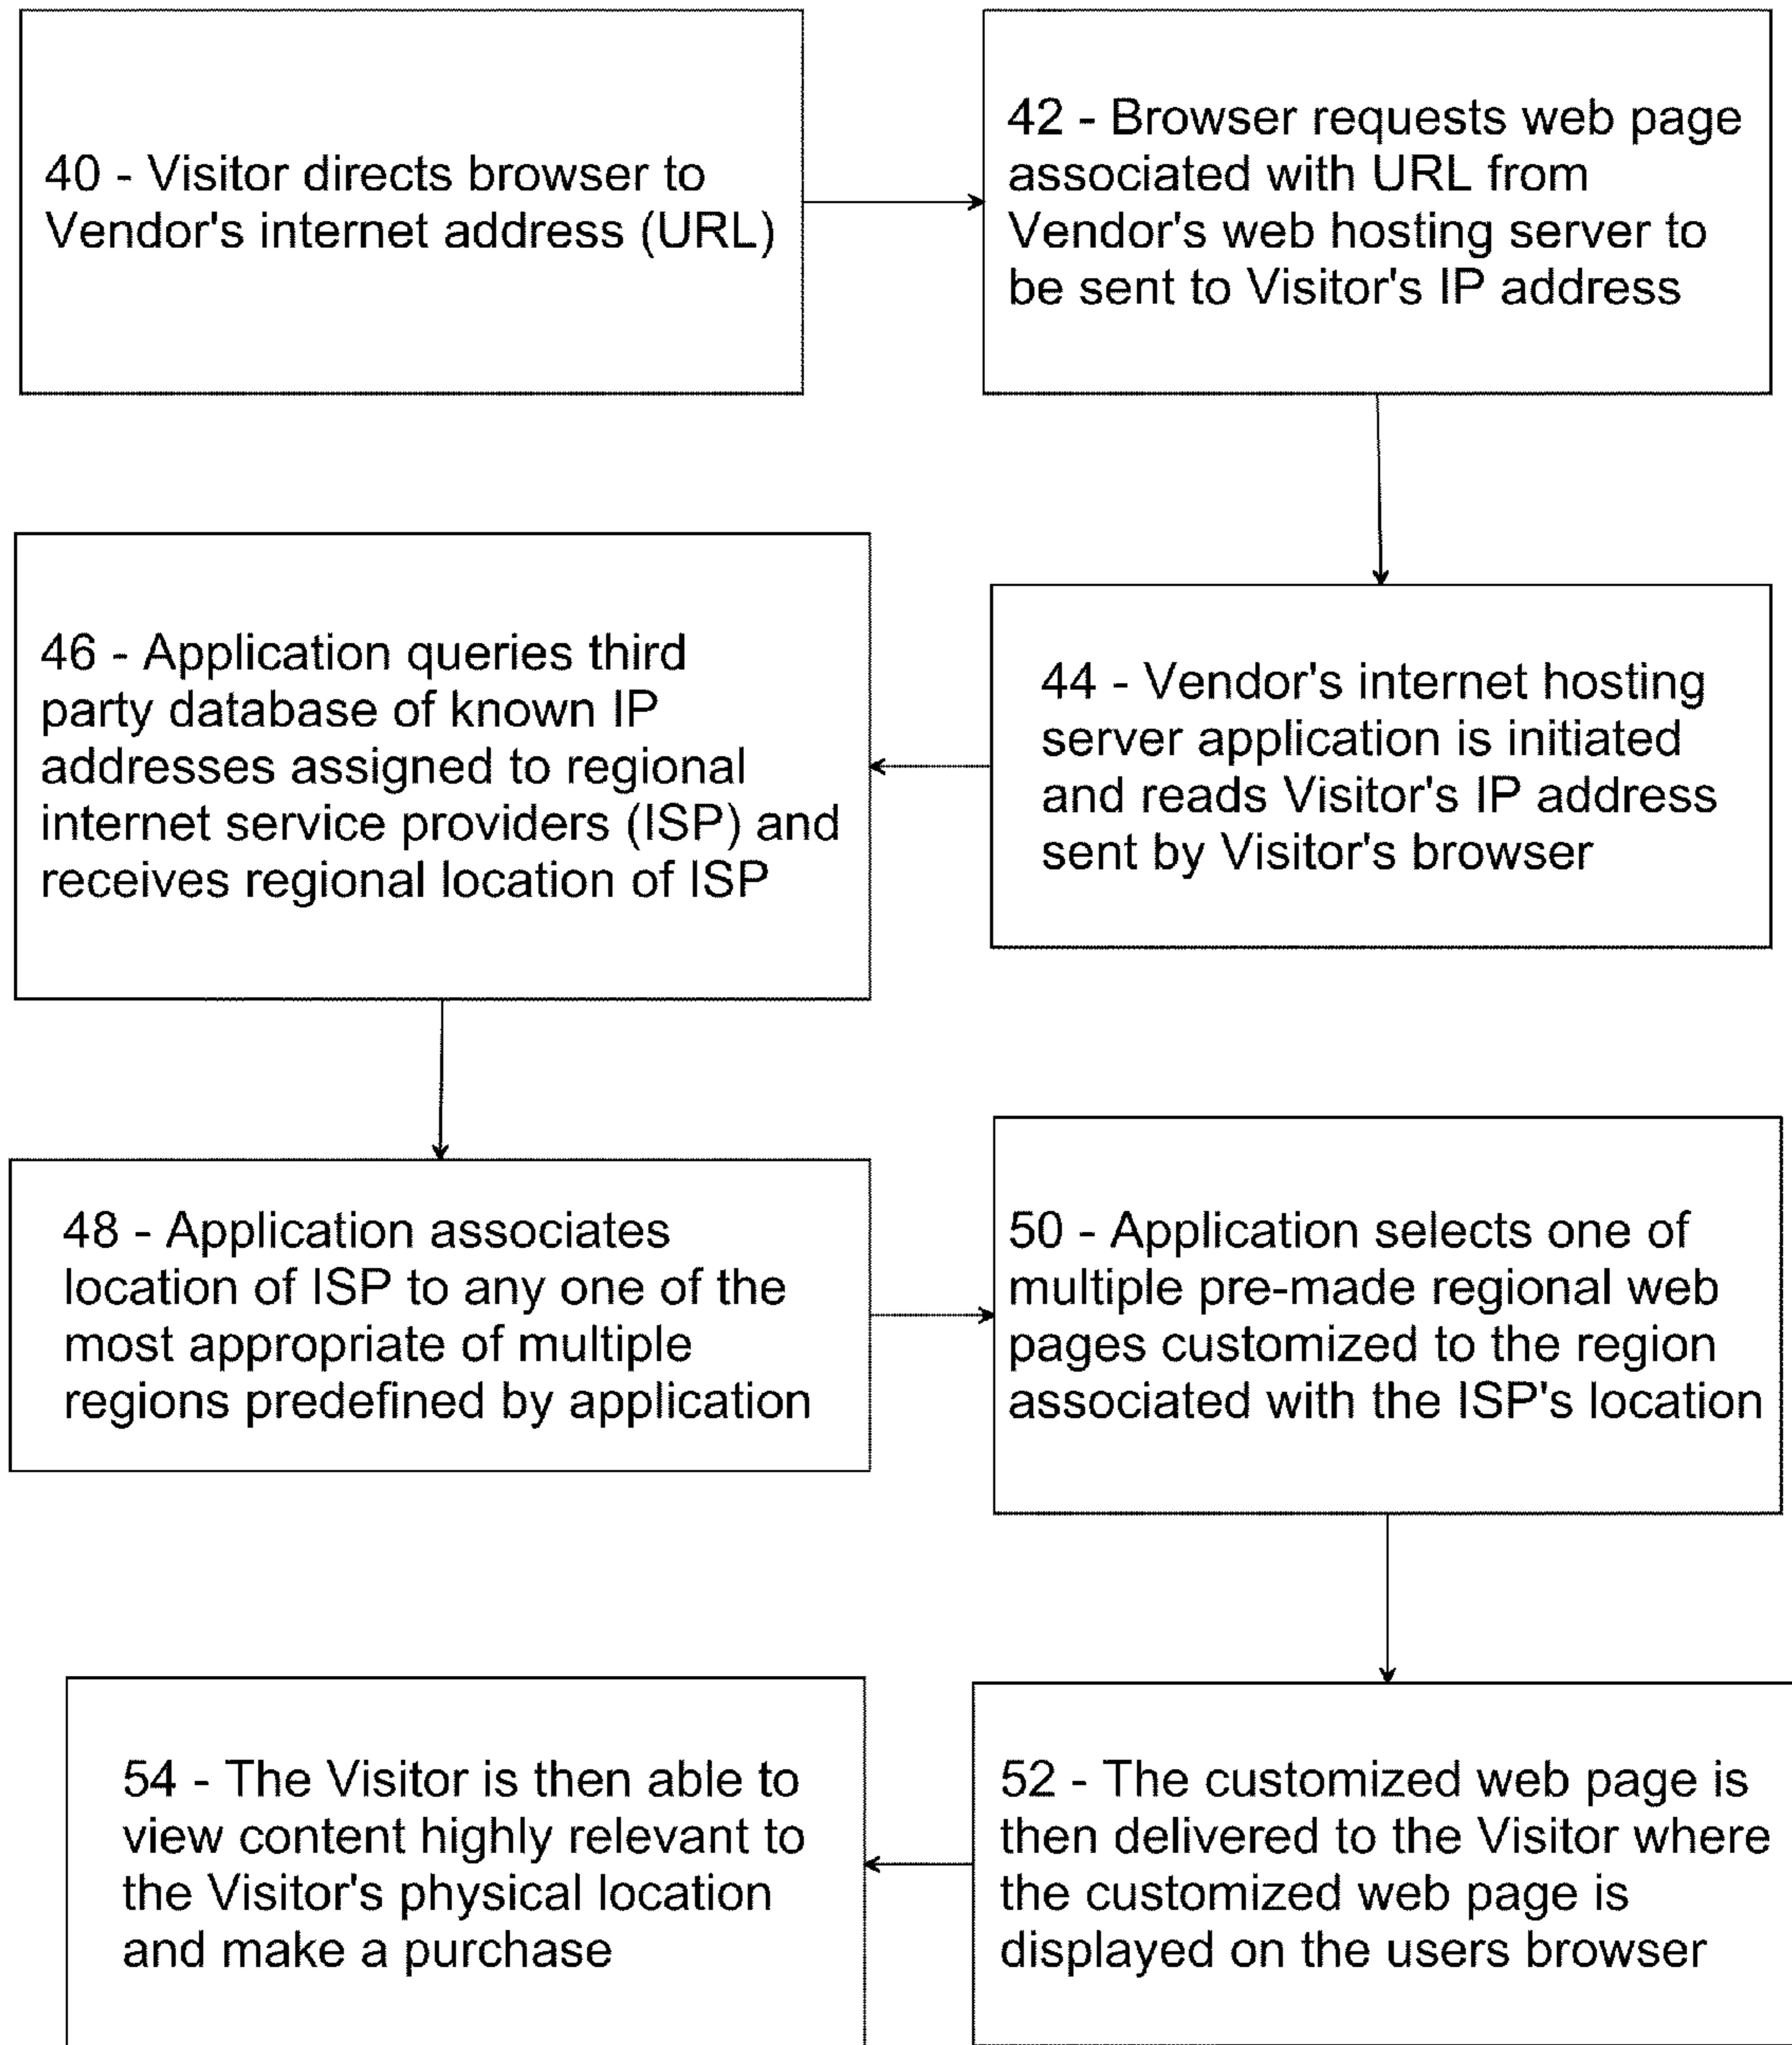 40 - Visitor directs browser to
Vendor's internet address (URL)
42 - Browser requests web page
associated with URL from
Vendor's web hosting server to
be sent to Visitor's IP address
44 - Vendor's internet hosting
server application is initiated
and reads Visitor's IP address
sent by Visitor's browser
46 - Application queries third
party database of known IP
addresses assigned to regional
internet service providers (ISP) and
receives regional location of ISP
48 - Application associates
location of ISP to any one of the
most appropriate of multiple
regions predefined by application
50 - Application selects one of
multiple pre-made regional web
pages customized to the region
associated with the ISP's location
52 - The customized web page is
then delivered to the Visitor where
the customized web page is
displayed on the users browser
54 - The Visitor is then able to
view content highly relevant to
the Visitor's physical location
and make a purchase